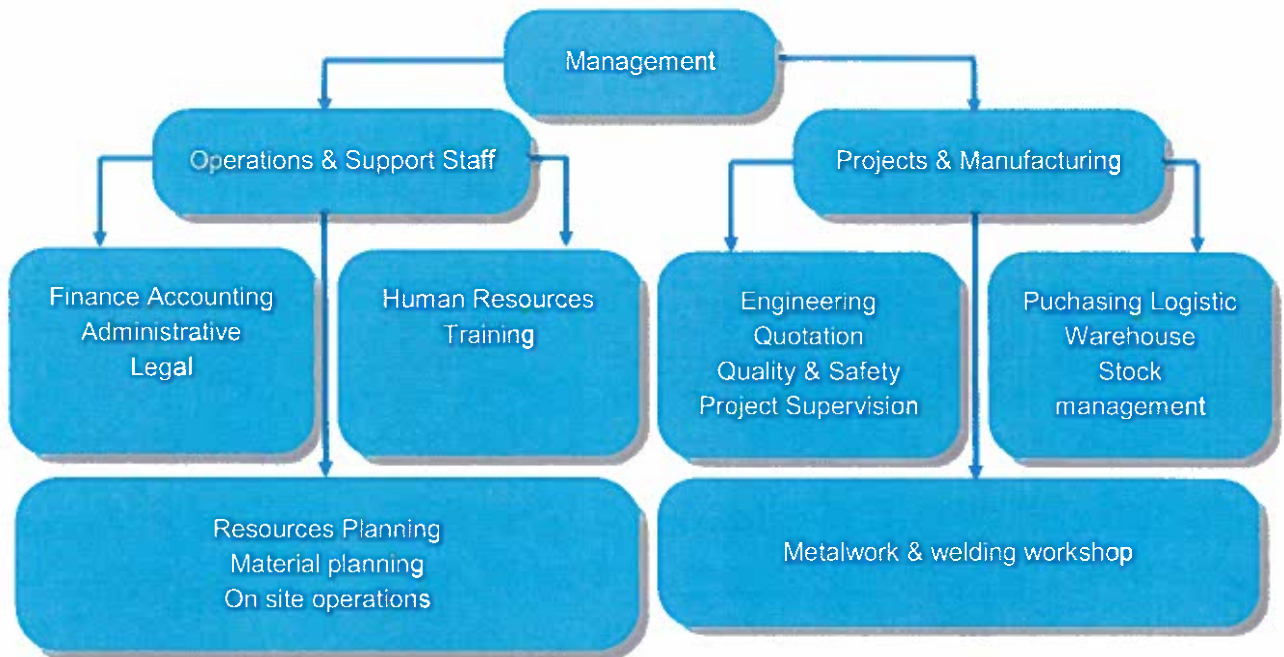 Management
Operations & Support Staff
Projects & Manufacturing
Finance Accounting
Administrative
Legal
Human Resources
Training
Engineering
Quotation
Quality & Safety
Project Supervision
Puchasing Logistic
Warehouse
Stock
management
Resources Planning
Material planning
On site operations
Metalwork & welding workshop